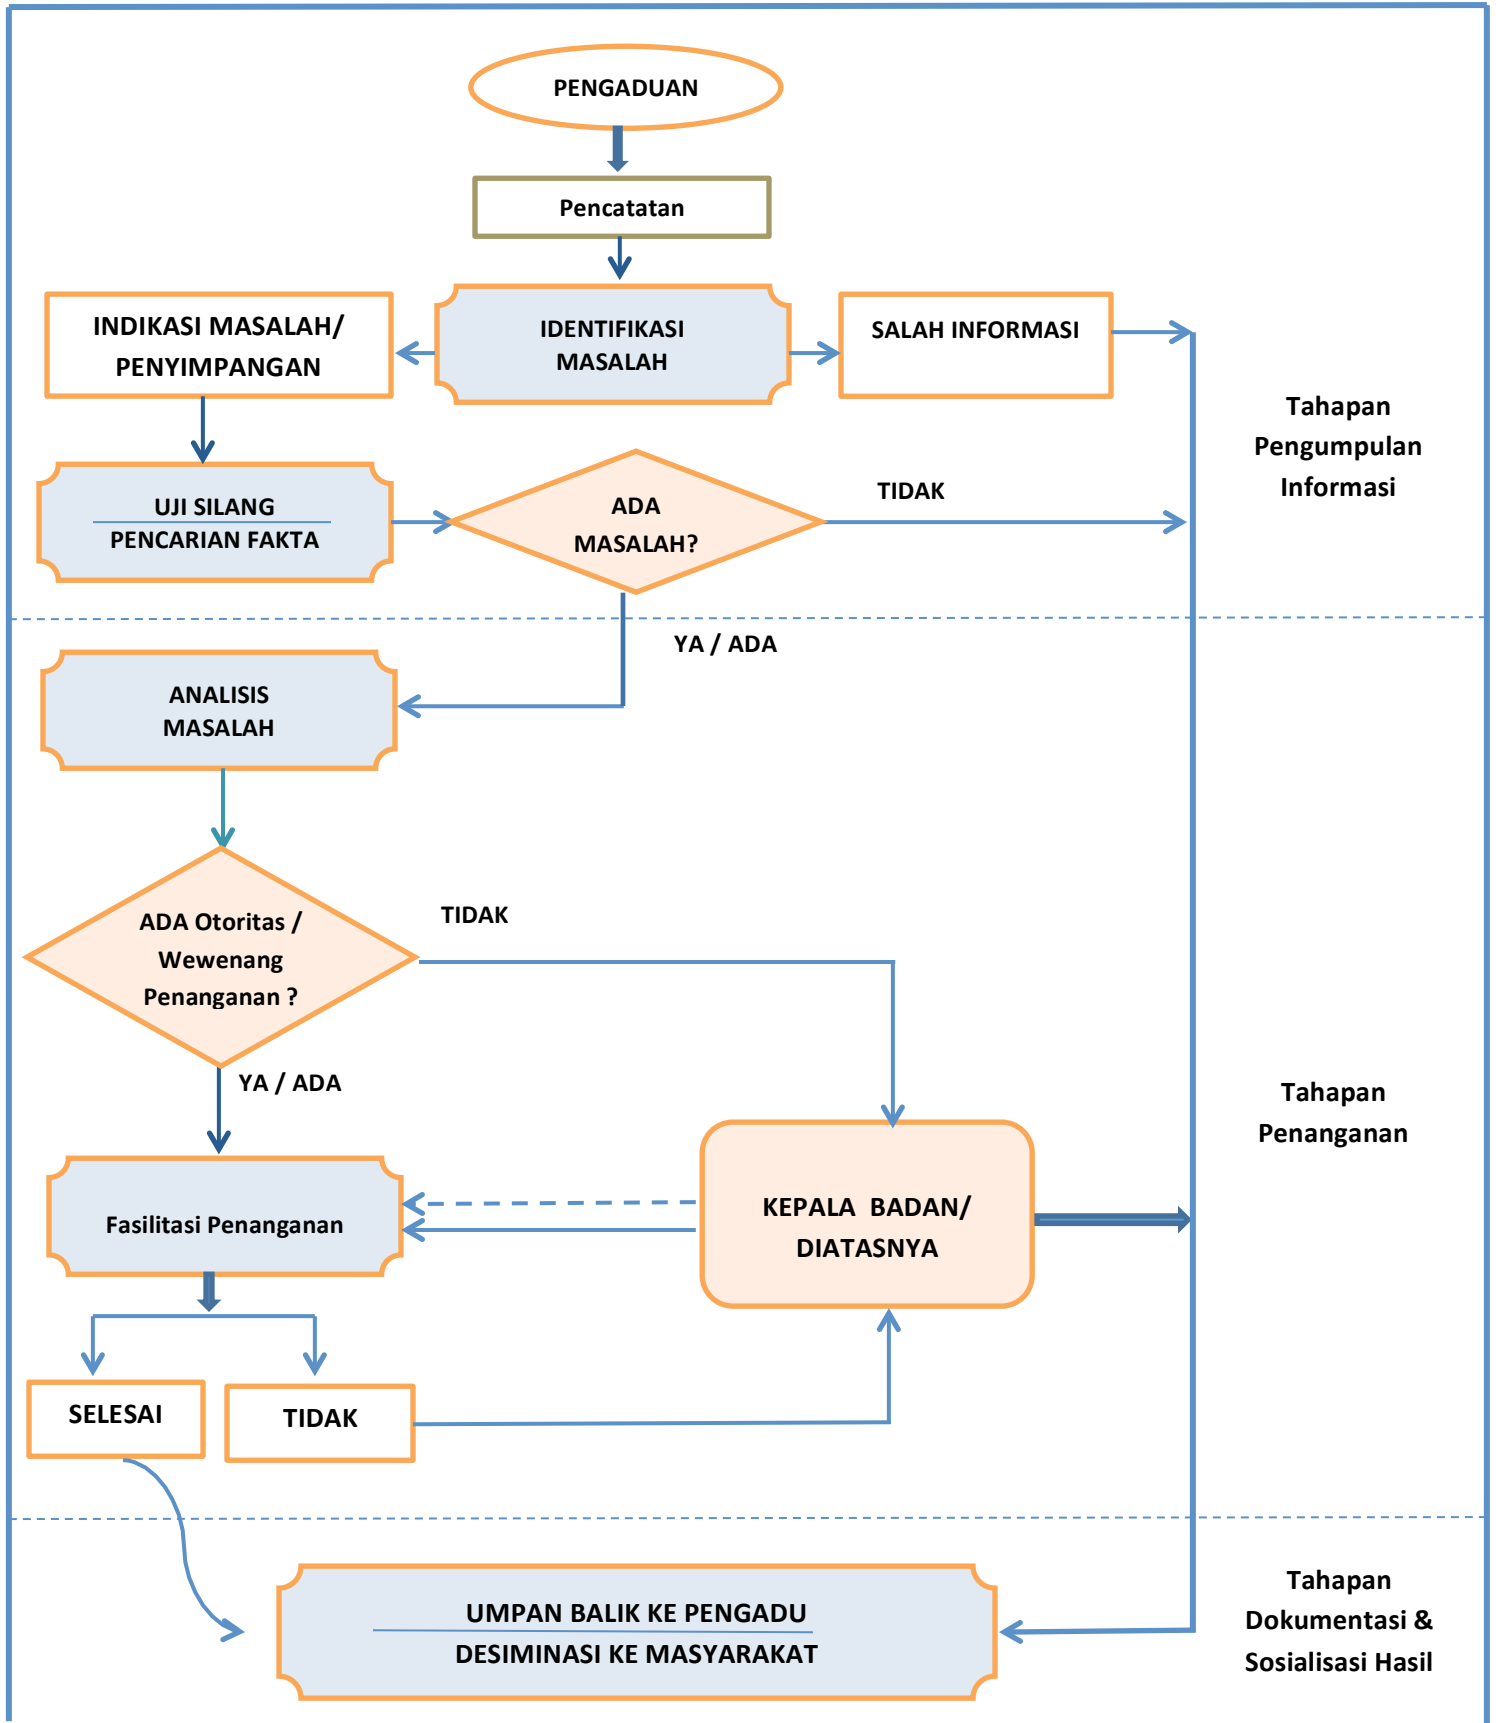 PENGADUAN
Pencatatan
INDIKASI MASALAH/
PENYIMPANGAN
IDENTIFIKASI
MASALAH
SALAH INFORMASI
Tahapan
Pengumpulan
Informasi
UJI SILANG
PENCARIAN FAKTA
ADA
MASALAH?
TIDAK
YA / ADA
ANALISIS
MASALAH
ADA Otoritas /
Wewenang
Penanganan ?
TIDAK
YA / ADA
Tahapan
Penanganan
Fasilitasi Penanganan
KEPALA  BADAN/
DIATASNYA
SELESAI
TIDAK
UMPAN BALIK KE PENGADU
DESIMINASI KE MASYARAKAT
Tahapan
Dokumentasi &
Sosialisasi Hasil